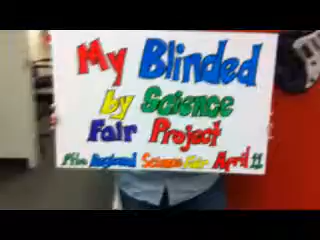 My Blinded
by Science
Fair Project
Regional Science Fair April 11